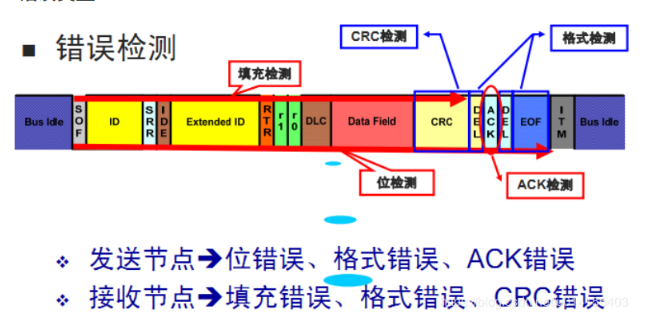 ■ 错误检测
CRC检测
格式检测
填充检测
Bus Idle SOF ID SRR IDE Extended ID RTR r1 r0 DLC Data Field CRC DEL ACK DEL EOF ITM Bus Idle
位检测
ACK检测
❖ 发送节点➔位错误、格式错误、ACK错误
❖ 接收节点➔填充错误、格式错误、CRC错误